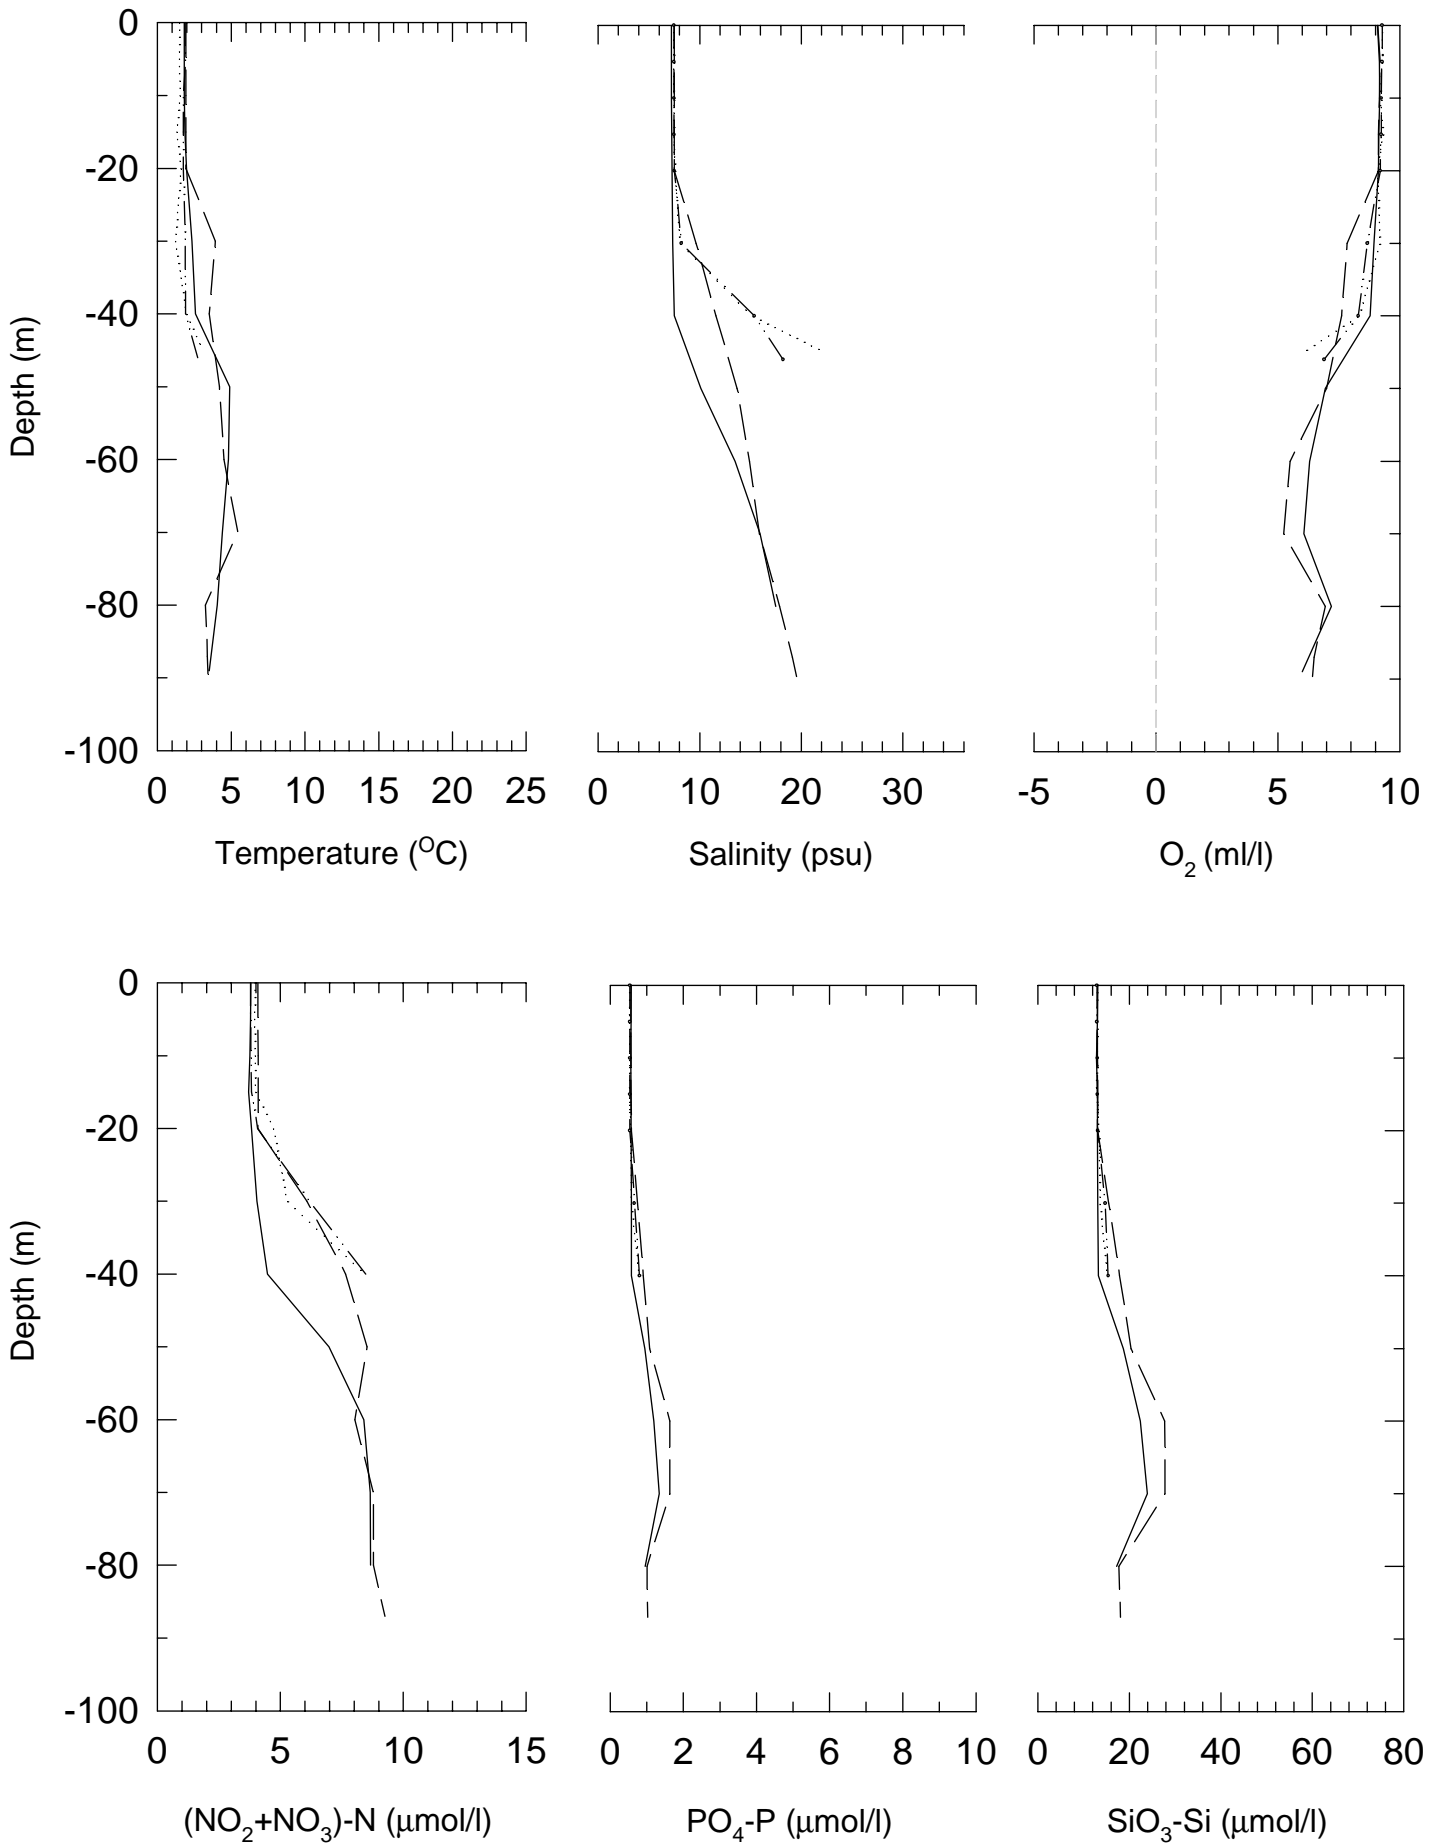 0
-20
-40
-60
-80
-100
Depth (m)
0 5 10 15 20 25
0 10 20 30
-5 0 5 10
Temperature (OC)
Salinity (psu)
O2 (ml/l)
0
-20
-40
-60
-80
-100
Depth (m)
0 5 10 15
0 2 4 6 8 10
0 20 40 60 80
(NO2+NO3)-N (μmol/l)
PO4-P (μmol/l)
SiO3-Si (μmol/l)